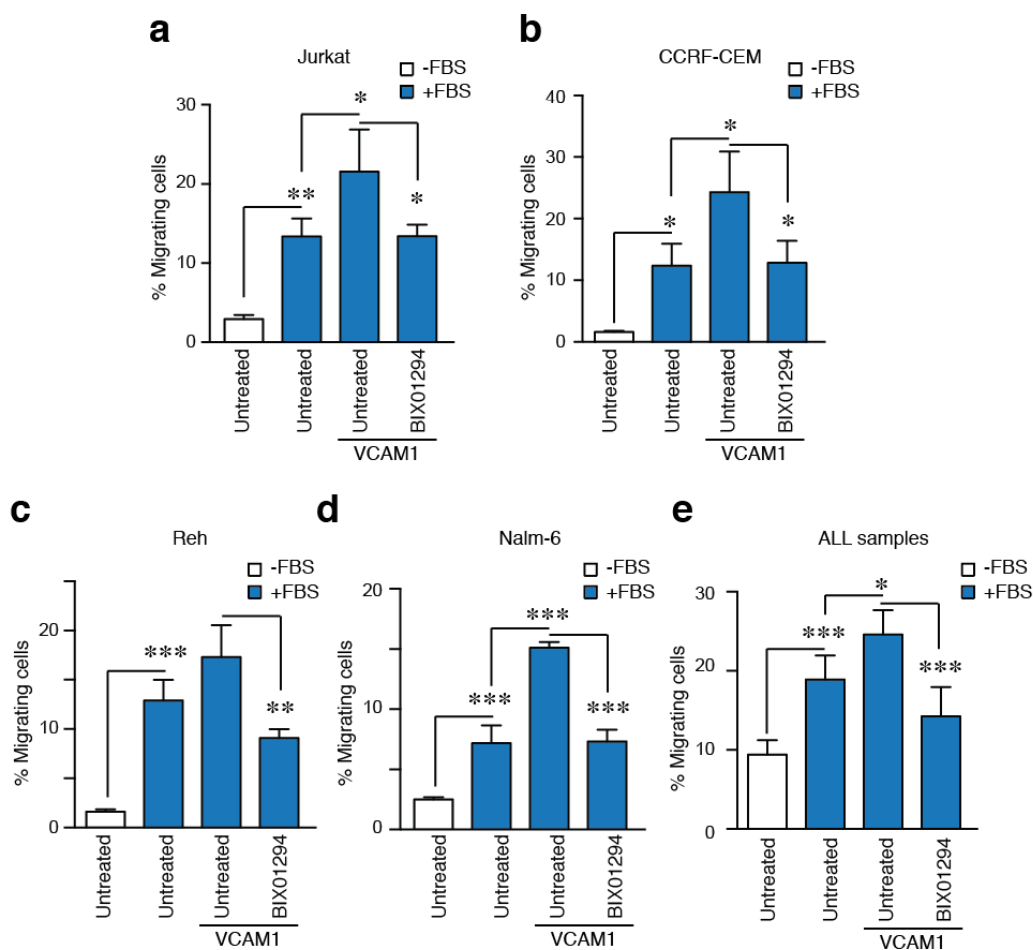 a
Jurkat
-FBS
+FBS
% Migrating cells
30
20
10
0
*
**
*
Untreated
Untreated
Untreated
BIX01294
VCAM1
b
CCRF-CEM
-FBS
+FBS
% Migrating cells
40
30
20
10
0
*
*
*
Untreated
Untreated
Untreated
BIX01294
VCAM1
c
Reh
-FBS
+FBS
% Migrating cells
20
10
0
***
**
Untreated
Untreated
Untreated
BIX01294
VCAM1
d
Nalm-6
-FBS
+FBS
% Migrating cells
20
10
0
***
***
***
Untreated
Untreated
Untreated
BIX01294
VCAM1
e
ALL samples
-FBS
+FBS
% Migrating cells
30
20
10
0
*
***
***
Untreated
Untreated
Untreated
BIX01294
VCAM1